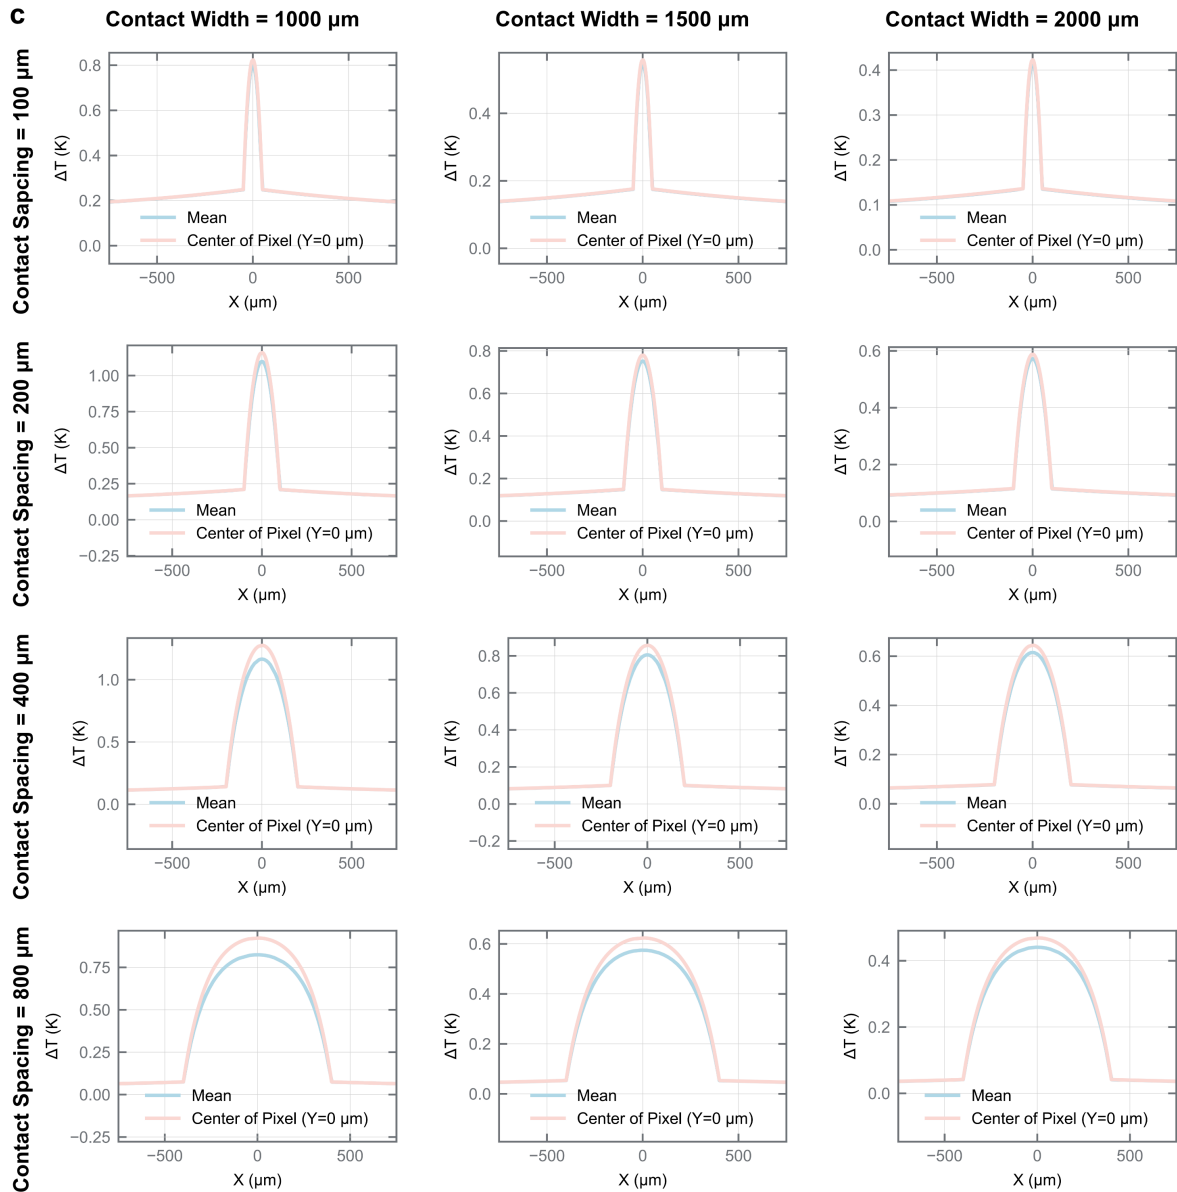 c
Contact Width = 1000 µm
Contact Width = 1500 µm
Contact Width = 2000 µm
Contact Sapcing = 100 µm
ΔT (K)
0.8
0.6
0.4
0.2
0.0
Mean
Center of Pixel (Y=0 µm)
−500
0
500
X (µm)
ΔT (K)
0.4
0.2
0.0
Mean
Center of Pixel (Y=0 µm)
−500
0
500
X (µm)
ΔT (K)
0.4
0.3
0.2
0.1
0.0
Mean
Center of Pixel (Y=0 µm)
−500
0
500
X (µm)
Contact Spacing = 200 µm
ΔT (K)
1.00
0.75
0.50
0.25
0.00
−0.25
Mean
Center of Pixel (Y=0 µm)
−500
0
500
X (µm)
ΔT (K)
0.8
0.6
0.4
0.2
0.0
Mean
Center of Pixel (Y=0 µm)
−500
0
500
X (µm)
ΔT (K)
0.6
0.4
0.2
0.0
Mean
Center of Pixel (Y=0 µm)
−500
0
500
X (µm)
Contact Spacing = 400 µm
ΔT (K)
1.0
0.5
0.0
Mean
Center of Pixel (Y=0 µm)
−500
0
500
X (µm)
ΔT (K)
0.8
0.6
0.4
0.2
0.0
−0.2
Mean
Center of Pixel (Y=0 µm)
−500
0
500
X (µm)
ΔT (K)
0.6
0.4
0.2
0.0
Mean
Center of Pixel (Y=0 µm)
−500
0
500
X (µm)
Contact Spacing = 800 µm
ΔT (K)
0.75
0.50
0.25
0.00
−0.25
Mean
Center of Pixel (Y=0 µm)
−500
0
500
X (µm)
ΔT (K)
0.6
0.4
0.2
0.0
Mean
Center of Pixel (Y=0 µm)
−500
0
500
X (µm)
ΔT (K)
0.4
0.2
0.0
Mean
Center of Pixel (Y=0 µm)
−500
0
500
X (µm)